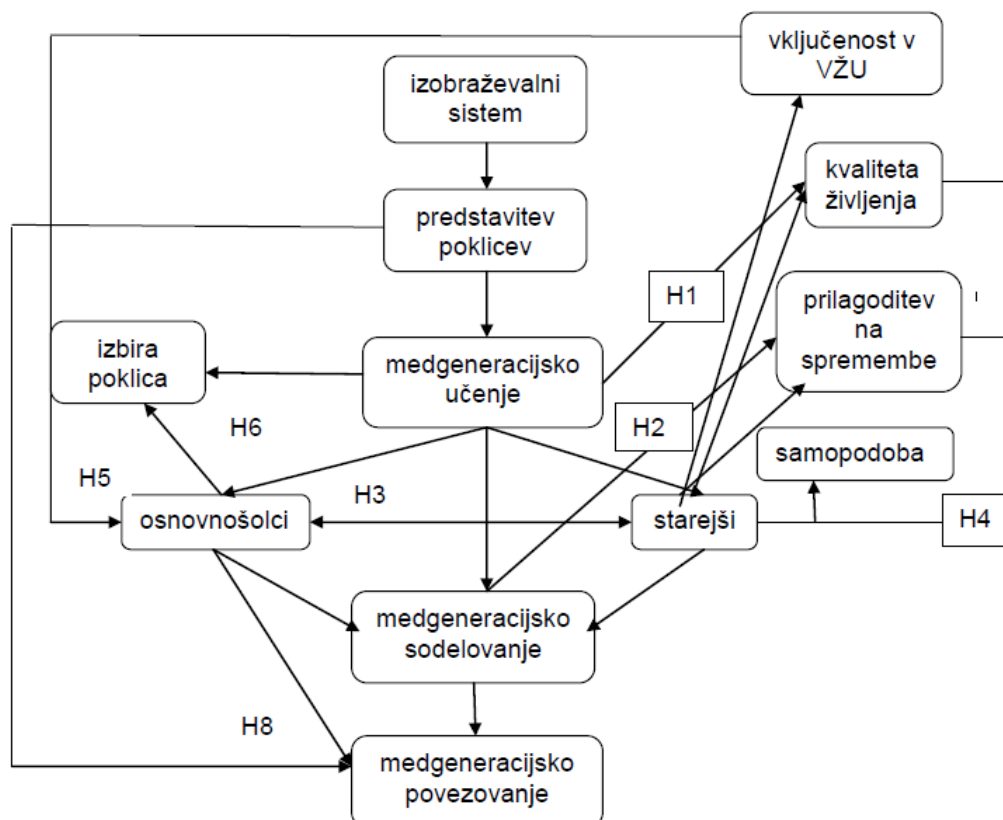 vključenost v
VŽU
izobraževalni
sistem
kvaliteta
življenja
predstavitev
poklicev
H1
prilagoditev
na
spremembe
izbira
poklica
medgeneracijsko
učenje
H6
H2
samopodoba
H5
H3
osnovnošolci
starejši
H4
medgeneracijsko
sodelovanje
H8
medgeneracijsko
povezovanje